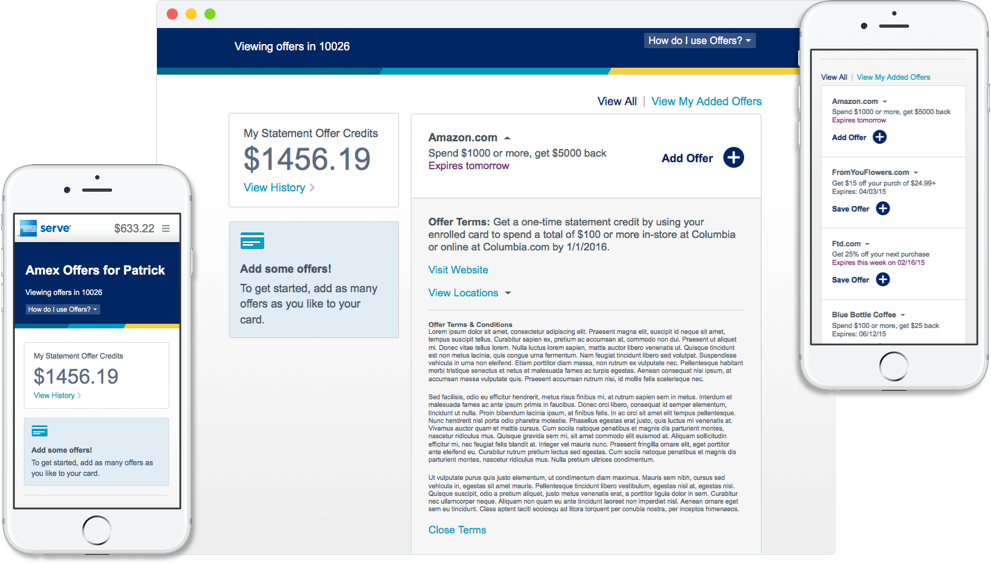 Viewing offers in 10026
How do I use Offers?
View All | View My Added Offers
My Statement Offer Credits
$1456.19
View History
Add some offers!
To get started, add as many
offers as you like to your
card.
Amazon.com
Spend $1000 or more, get $5000 back
Expires tomorrow
Add Offer
Offer Terms: Get a one-time statement credit by using your
enrolled card to spend a total of $100 or more in-store at Columbia
or online at Columbia.com by 1/1/2016.
Visit Website
View Locations
Offer Terms & Conditions
Lorem ipsum dolor sit amet, consectetur adipiscing elit. Praesent magna elit, suscipit id neque sit amet,
tempus suscipit tellus. Curabitur sapien ex, pretium ac accumsan at, commodo non dui. Praesent ut aliquet
mi. Donec vitae tellus libero. Nulla luctus lorem sapien, mattis auctor libero venenatis ut. Quisque tincidunt
est non metus lacinia, quis congue urna fermentum. Nam feugiat tincidunt libero sed volutpat. Suspendisse
vehicula in urna non eleifend. Etiam porttitor diam massa, non rutrum ex vulputate nec. Pellentesque habitant
morbi tristique senectus et netus et malesuada fames ac turpis egestas. Aenean consequat nisi ipsum, at
accumsan massa vulputate quis. Praesent accumsan rutrum nisi, id mollis felis scelerisque nec.
Sed facilisis, odio eu efficitur hendrerit, metus risus finibus mi, at rutrum sapien sem in metus. Interdum et
malesuada fames ac ante ipsum primis in faucibus. Donec orci libero, consequat id semper elementum,
tincidunt ut nulla. Proin bibendum lacinia ipsum, at finibus felis. In ac orci sit amet elit tempus pellentesque.
Nunc hendrerit nisl porta odio pharetra molestie. Phasellus egestas erat justo, quis luctus mi venenatis at.
Vivamus auctor quam et mattis cursus. Cum sociis natoque penatibus et magnis dis parturient montes,
nascetur ridiculus mus. Quisque gravida sem mi, sit amet commodo elit euismod at. Aliquam sollicitudin
efficitur mi, nec feugiat felis blandit at. Integer vel mauris nunc. Praesent fringilla ornare elit, eget porttitor
ante eleifend eu. Curabitur rutrum pretium lectus sed egestas. Cum sociis natoque penatibus et magnis dis
parturient montes, nascetur ridiculus mus. Nulla pretium ultrices condimentum.
Ut vulputate purus quis justo elementum, ut condimentum diam maximus. Mauris sem nibh, cursus sed
vehicula in, egestas sit amet mauris. Pellentesque tincidunt libero vestibulum, egestas nisl at, egestas nisi.
Quisque suscipit, odio a pretium aliquet, justo metus venenatis erat, a porttitor ligula dolor in sem. Curabitur
nec ullamcorper neque. Aliquam non quam eu ante tincidunt laoreet non imperdiet nisl. Aenean ornare eget
sem eu tincidunt. Class aptent taciti sociosqu ad litora torquent per conubia nostra, per inceptos himenaeos.
Close Terms
serve
$633.22
Amex Offers for Patrick
Viewing offers in 10026
How do I use Offers?
My Statement Offer Credits
$1456.19
View History
Add some offers!
To get started, add as many offers as
you like to your card.
View All | View My Added Offers
Amazon.com
Spend $1000 or more, get $5000 back
Expires tomorrow
Add Offer
FromYouFlowers.com
Get $15 off your purch of $24.99+
Expires: 04/03/15
Save Offer
Ftd.com
Get 25% off your next purchase
Expires this week on 02/16/15
Save Offer
Blue Bottle Coffee
Spend $100 or more, get $25 back
Expires: 06/12/15